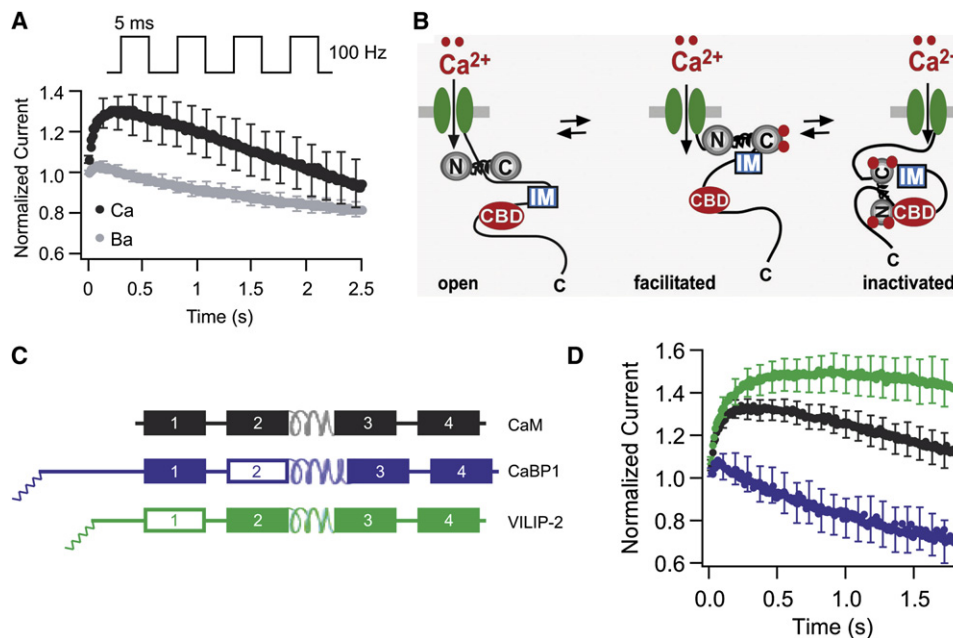 A
5 ms
100 Hz
Normalized Current
1.4
1.2
1.0
0.8
0.6
Ca
Ba
0
0.5
1
1.5
2
2.5
Time (s)
B
Ca2+
Ca2+
Ca2+
N
C
IM
CBD
C
open
N
C
IM
CBD
C
facilitated
C
IM
N
CBD
C
inactivated
C
1
2
3
4
CaM
1
2
3
4
CaBP1
1
2
3
4
VILIP-2
D
Normalized Current
1.6
1.4
1.2
1.0
0.8
0.6
0.0
0.5
1.0
1.5
Time (s)